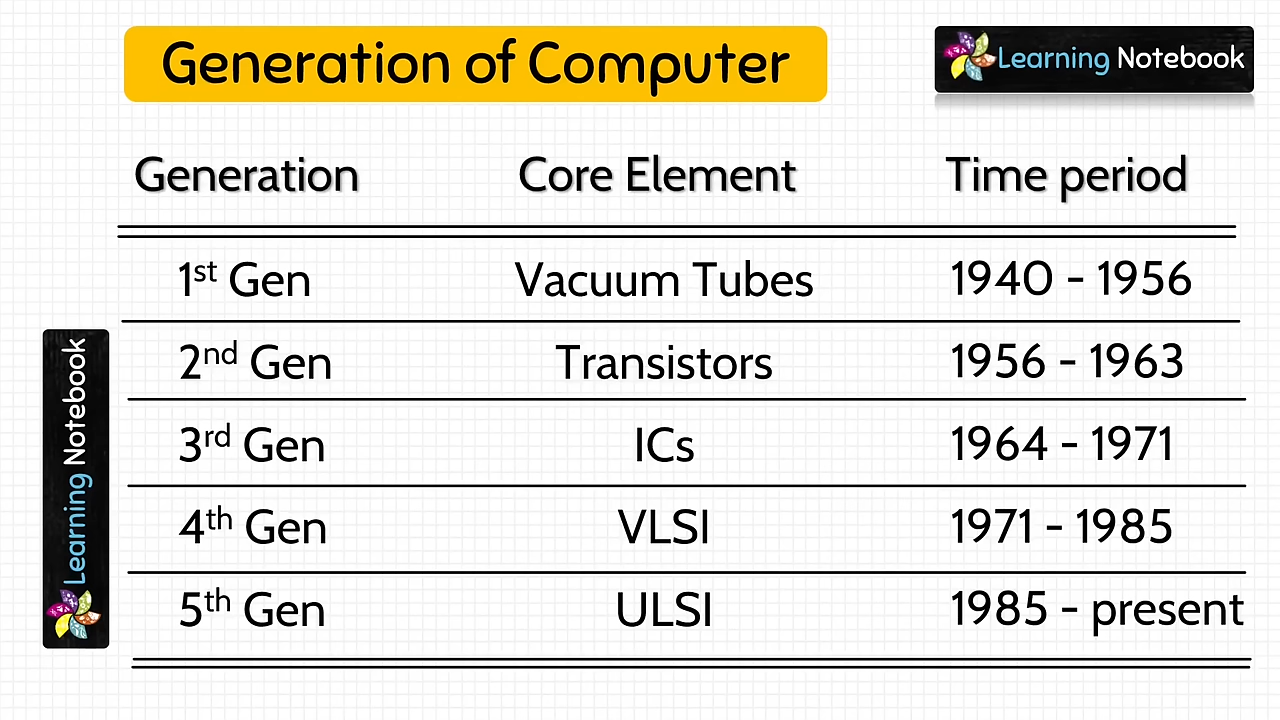 Generation of Computer
Learning Notebook
Generation Core Element Time period
1st Gen Vacuum Tubes 1940 - 1956
2nd Gen Transistors 1956 - 1963
3rd Gen ICs 1964 - 1971
4th Gen VLSI 1971 - 1985
5th Gen ULSI 1985 - present
Learning Notebook